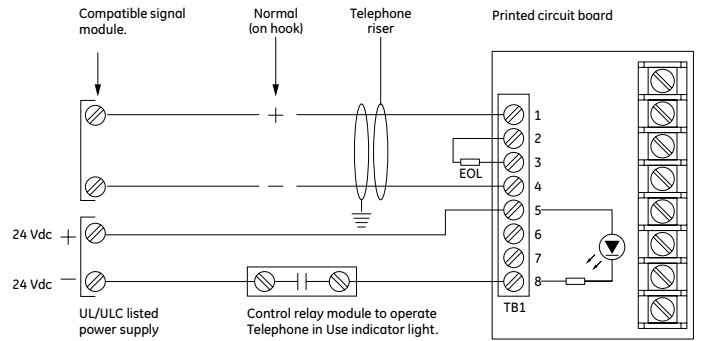 Compatible signal
module.
Normal
(on hook)
Telephone
riser
Printed circuit board
+
1
2
3
EOL
—
4
24 Vdc +
5
6
7
24 Vdc —
8
TB1
UL/ULC listed
power supply
Control relay module to operate
Telephone in Use indicator light.